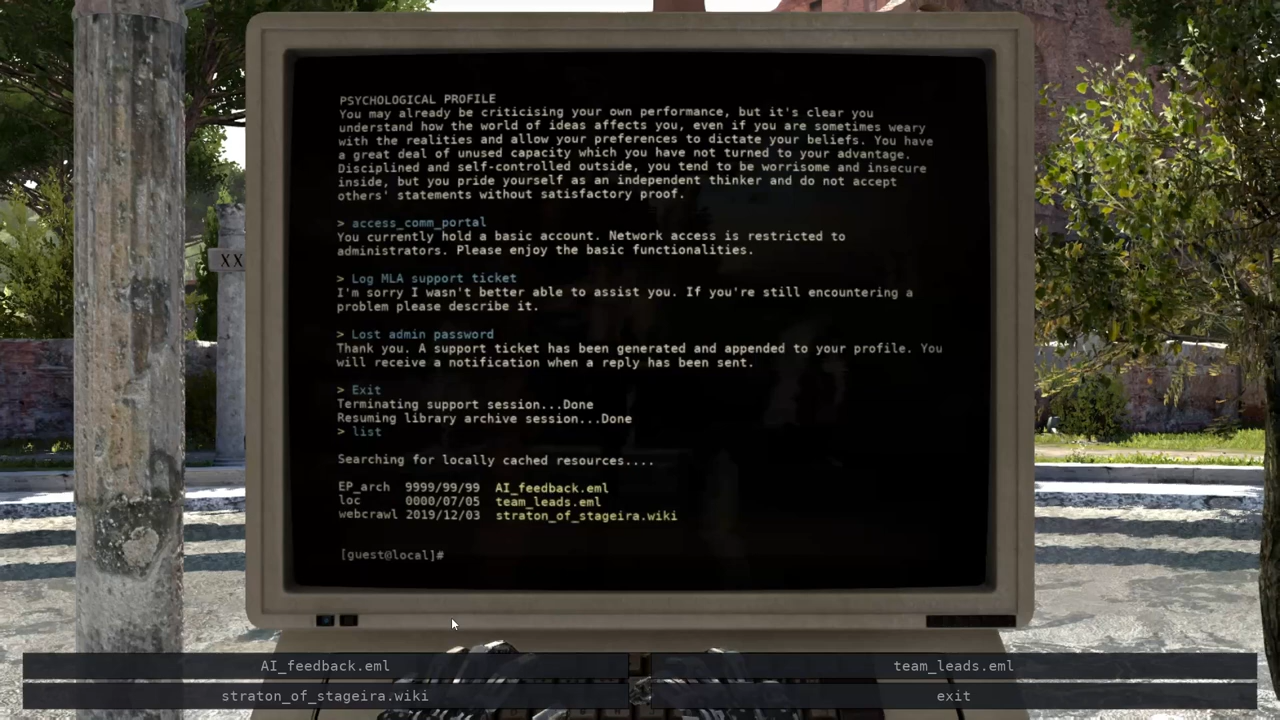 PSYCHOLOGICAL PROFILE
You may already be criticising your own performance, but it's clear you
understand how the world of ideas affects you, even if you are sometimes weary
with the realities and allow your preferences to dictate your beliefs. You have
a great deal of unused capacity which you have not turned to your advantage.
Disciplined and self-controlled outside, you tend to be worrisome and insecure
inside, but you pride yourself as an independent thinker and do not accept
others' statements without satisfactory proof.
> access_comm_portal
You currently hold a basic account. Network access is restricted to
administrators. Please enjoy the basic functionalities.
XX
> Log MLA support ticket
I'm sorry I wasn't better able to assist you. If you're still encountering a
problem please describe it.
> Lost admin password
Thank you. A support ticket has been generated and appended to your profile. You
will receive a notification when a reply has been sent.
> Exit
Terminating support session...Done
Resuming library archive session...Done
> list
Searching for locally cached resources....
EP_arch 9999/99/99 AI_feedback.eml
loc 0000/07/05 team_leads.eml
webcrawl 2019/12/03 straton_of_stageira.wiki
[guest@local]#
AI_feedback.eml team_leads.eml
straton_of_stageira.wiki exit